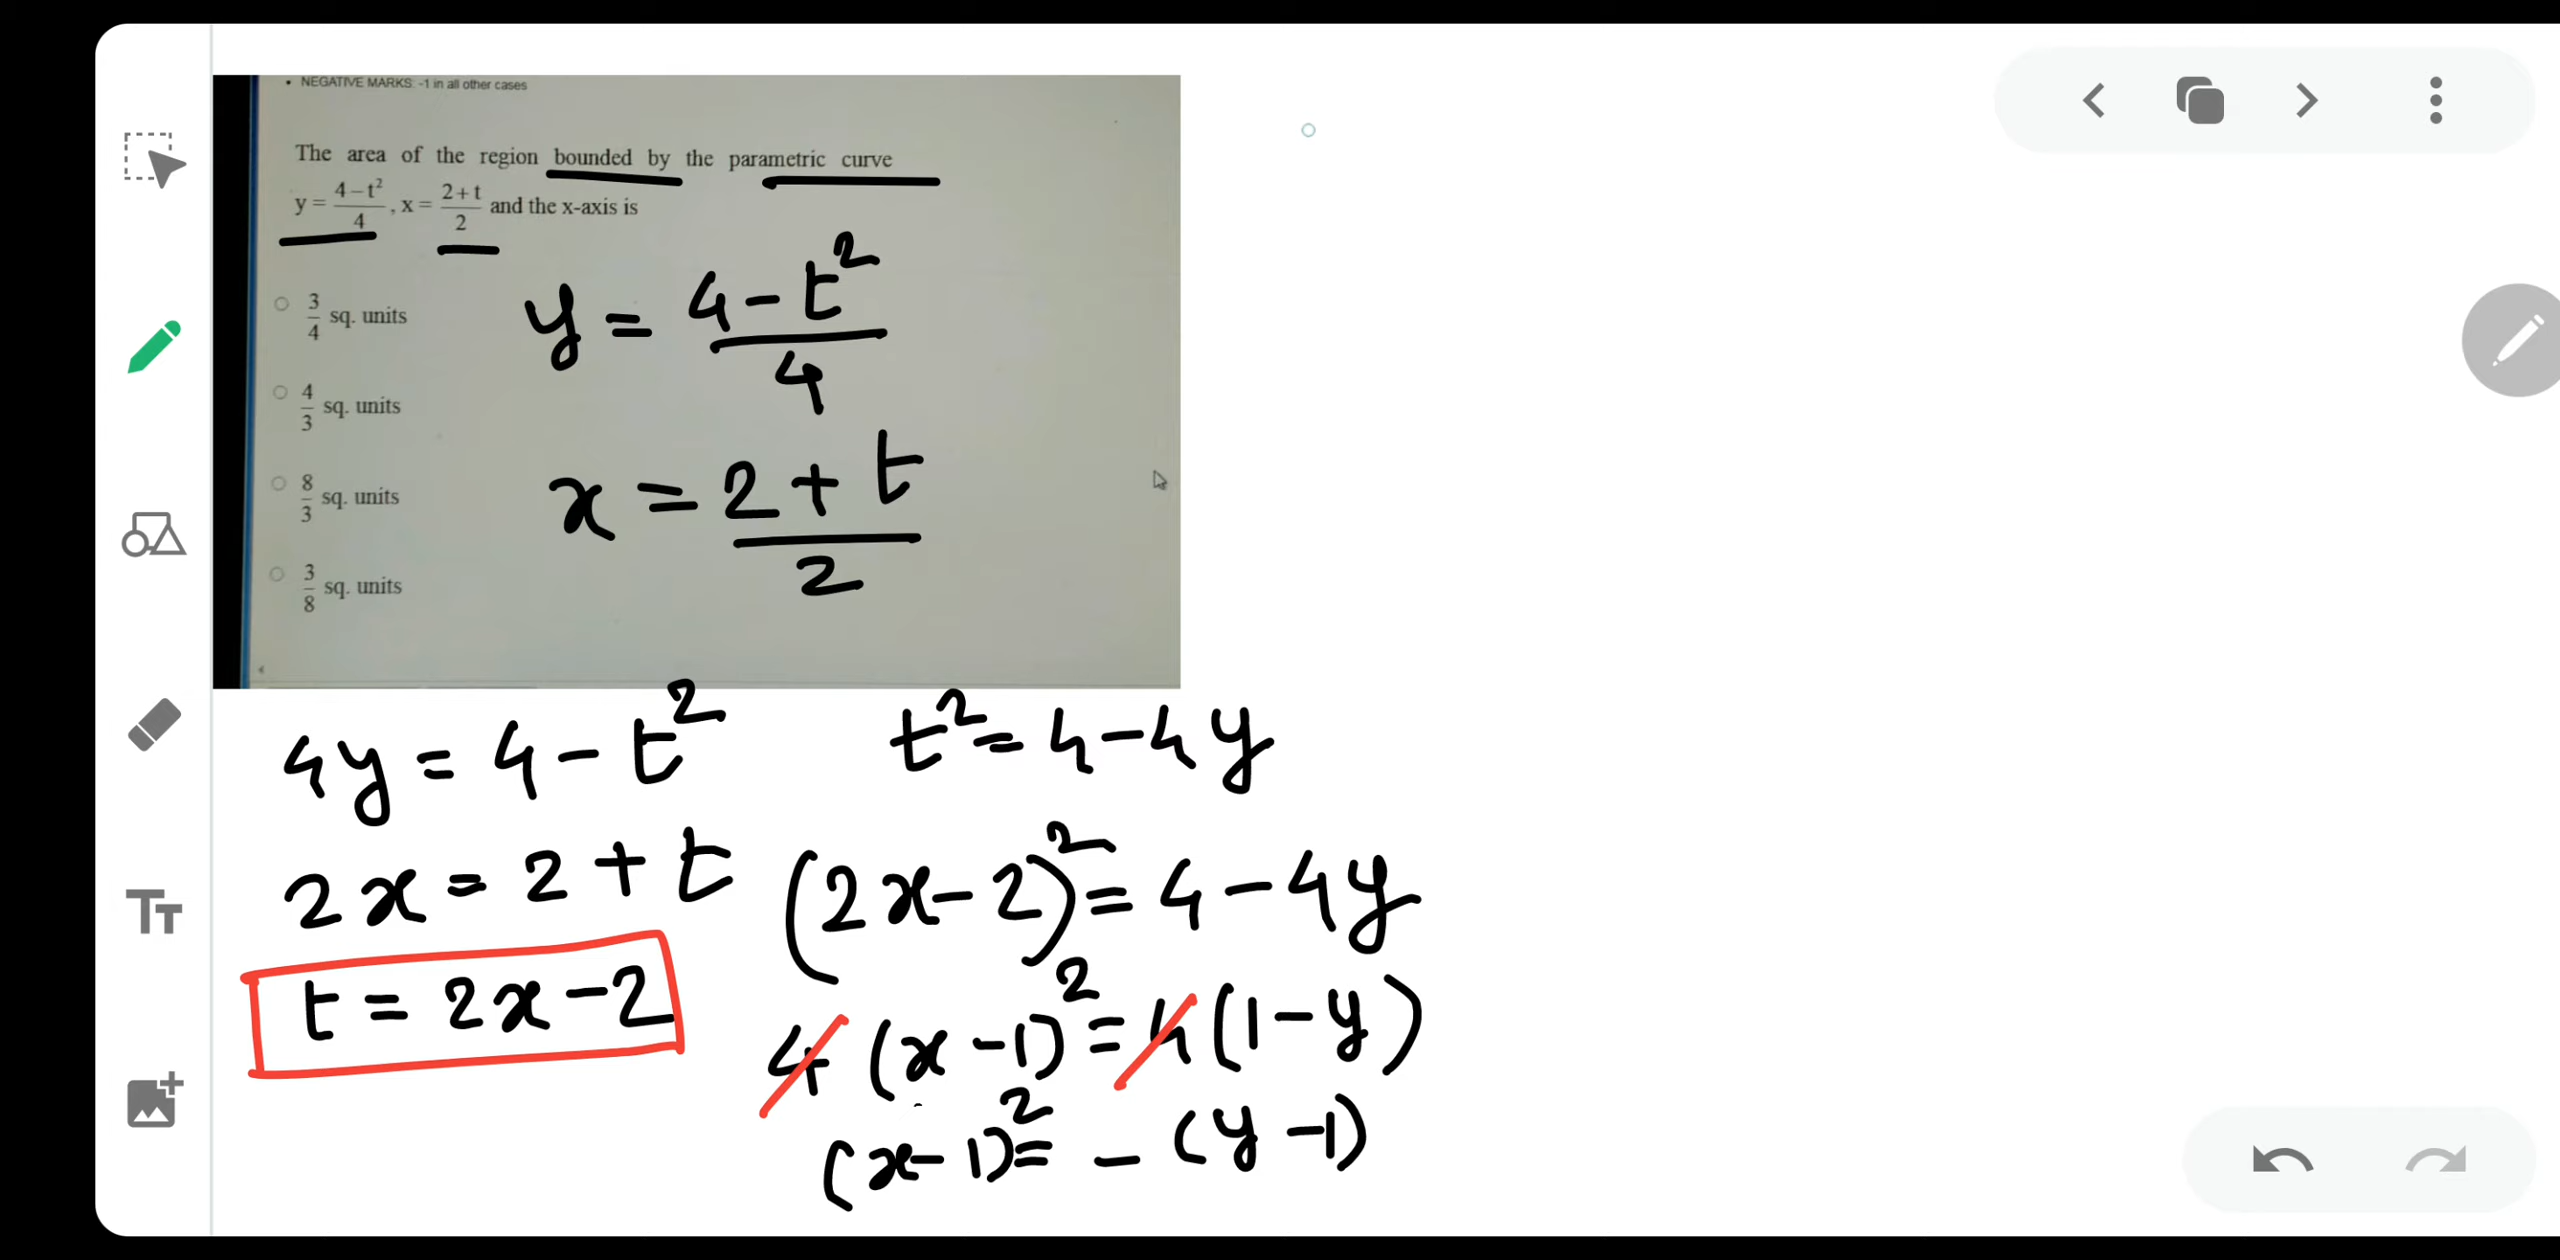 • NEGATIVE MARKS: -1 in all other cases
The area of the region bounded by the parametric curve
y = (4 – t²)/4 , x = (2 + t)/2 and the x-axis is
3/4 sq. units
4/3 sq. units
8/3 sq. units
3/8 sq. units
y = (4 – t²)/4
x = (2 + t)/2
4y = 4 – t²
2x = 2 + t
t = 2x – 2
t² = 4 – 4y
(2x – 2)² = 4 – 4y
4(x – 1)² = 4(1 – y)
(x – 1)² = – (y – 1)
TT